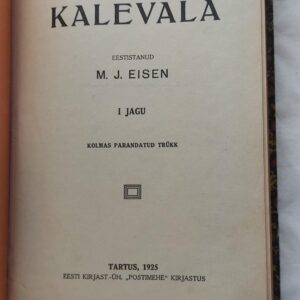 KALEVALA
EESTISTANUD
M. J. EISEN
I JAGU
KOLMAS PARANDATUD TRÜKK
TARTUS, 1925
EESTI KIRJAST.-ÜH. „POSTIMEHE“ KIRJASTUS